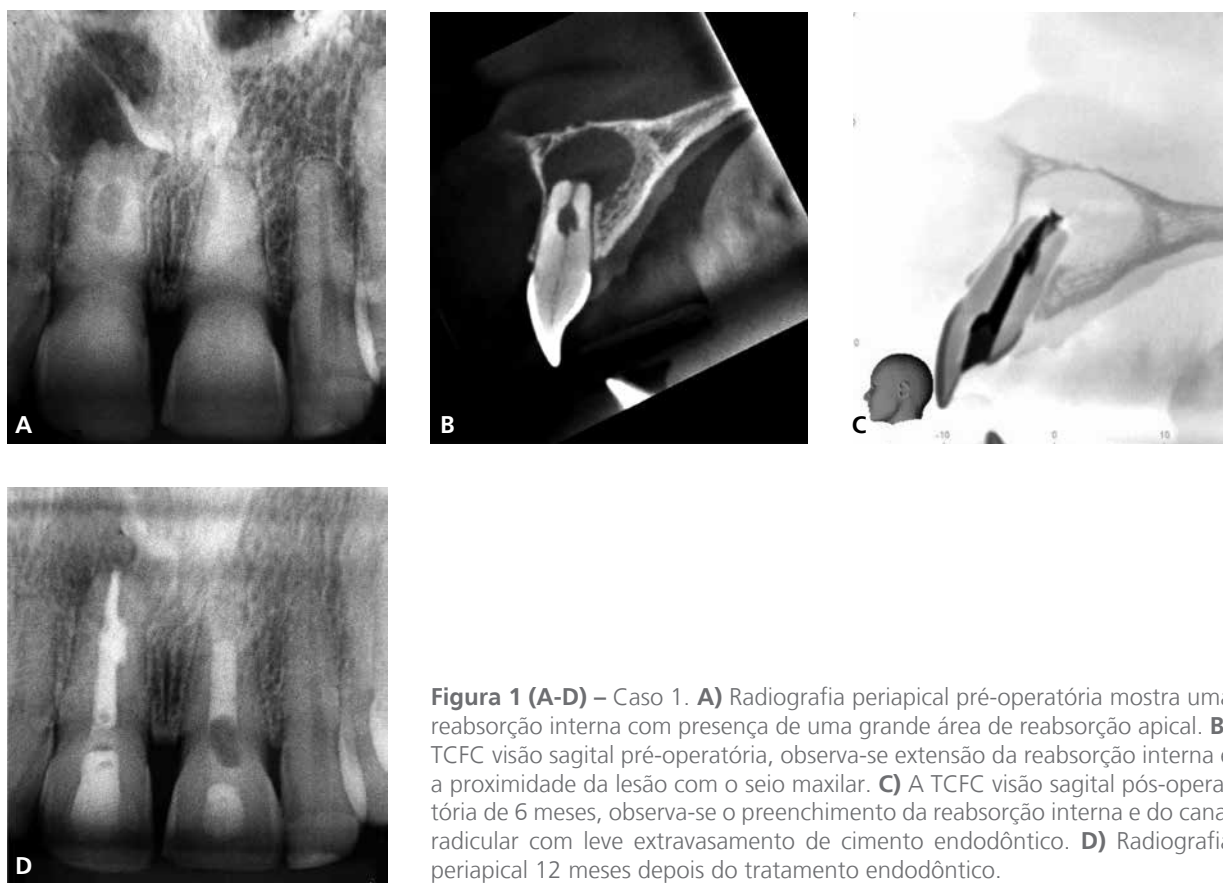 A
B
C
-10 0 10
D
Figura 1 (A-D) – Caso 1. A) Radiografia periapical pré-operatória mostra uma
reabsorção interna com presença de uma grande área de reabsorção apical. B
TCFC visão sagital pré-operatória, observa-se extensão da reabsorção interna
a proximidade da lesão com o seio maxilar. C) A TCFC visão sagital pós-opera
tória de 6 meses, observa-se o preenchimento da reabsorção interna e do cana
radicular com leve extravasamento de cimento endodôntico. D) Radiografia
periapical 12 meses depois do tratamento endodôntico.